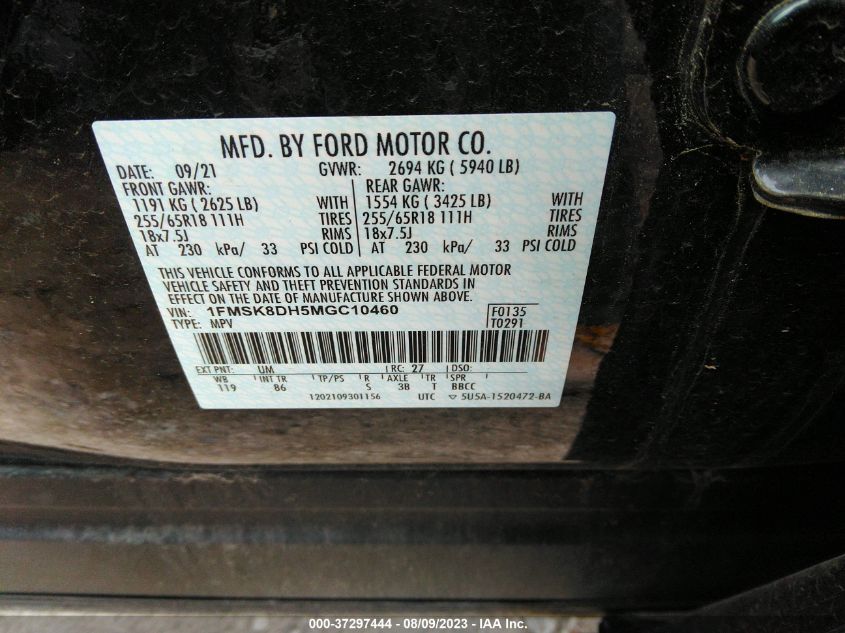 MFD. BY FORD MOTOR CO.
DATE: 09/21 GVWR: 2694 KG ( 5940 LB)
FRONT GAWR: REAR GAWR:
1191 KG ( 2625 LB) WITH 1554 KG ( 3425 LB) WITH
255/65R18 111H TIRES 255/65R18 111H TIRES
18x7.5J RIMS 18x7.5J RIMS
AT 230 kPa/ 33 PSI COLD AT 230 kPa/ 33 PSI COLD
THIS VEHICLE CONFORMS TO ALL APPLICABLE FEDERAL MOTOR
VEHICLE SAFETY AND THEFT PREVENTION STANDARDS IN
EFFECT ON THE DATE OF MANUFACTURE SHOWN ABOVE.
VIN: 1FMSK8DH5MGC10460 F0135
TYPE: MPV T0291
EXT PNT: UM RC: 27 DSO:
WB INT TR TP/PS R AXLE TR SPR
119 86 S 3B T BBCC
1202109301156 UTC ▽ 5U5A-1520472-BA
000-37297444 - 08/09/2023 - IAA Inc.